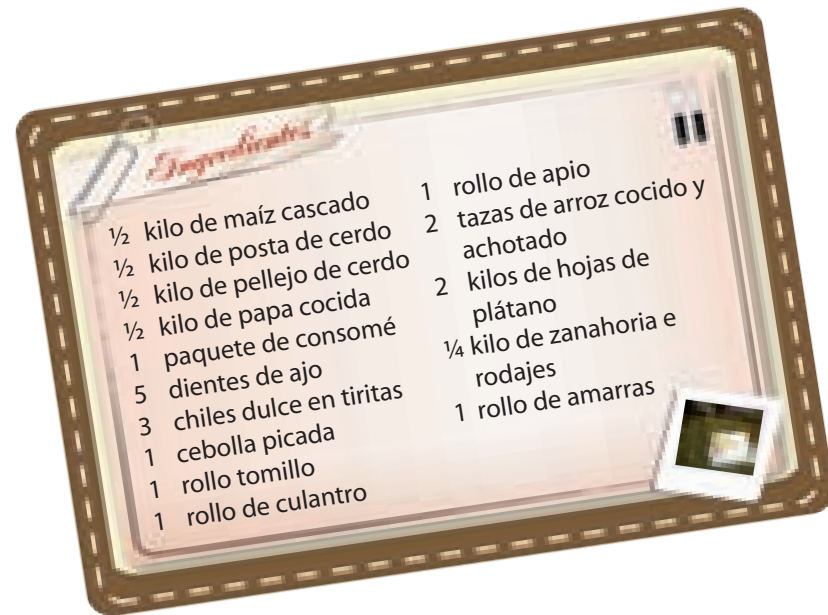 Ingredientes
½ kilo de maíz cascado
½ kilo de posta de cerdo
½ kilo de pellejo de cerdo
½ kilo de papa cocida
1 paquete de consomé
5 dientes de ajo
3 chiles dulce en tiritas
1 cebolla picada
1 rollo tomillo
1 rollo de culantro
1 rollo de apio
2 tazas de arroz cocido y
achotado
2 kilos de hojas de
plátano
¼ kilo de zanahoria e
rodajes
1 rollo de amarras